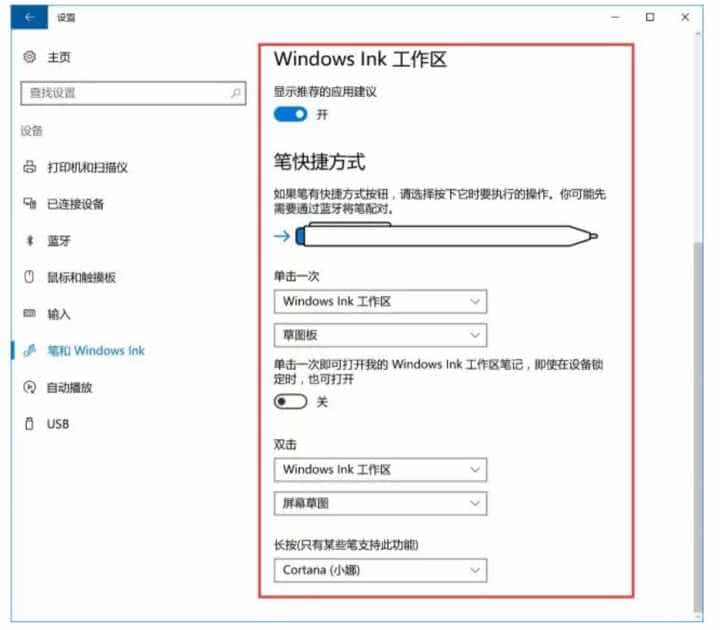 设置
主页
查找设置
设备
打印机和扫描仪
已连接设备
蓝牙
鼠标和触摸板
输入
笔和 Windows Ink
自动播放
USB
Windows Ink 工作区
显示推荐的应用建议
开
笔快捷方式
如果笔有快捷方式按钮，请选择按下它时要执行的操作。你可能先
需要通过蓝牙将笔配对。
单击一次
Windows Ink 工作区
草图板
单击一次即可打开我的 Windows Ink 工作区笔记，即使在设备锁
定时，也可打开
关
双击
Windows Ink 工作区
屏幕草图
长按(只有某些笔支持此功能)
Cortana (小娜)